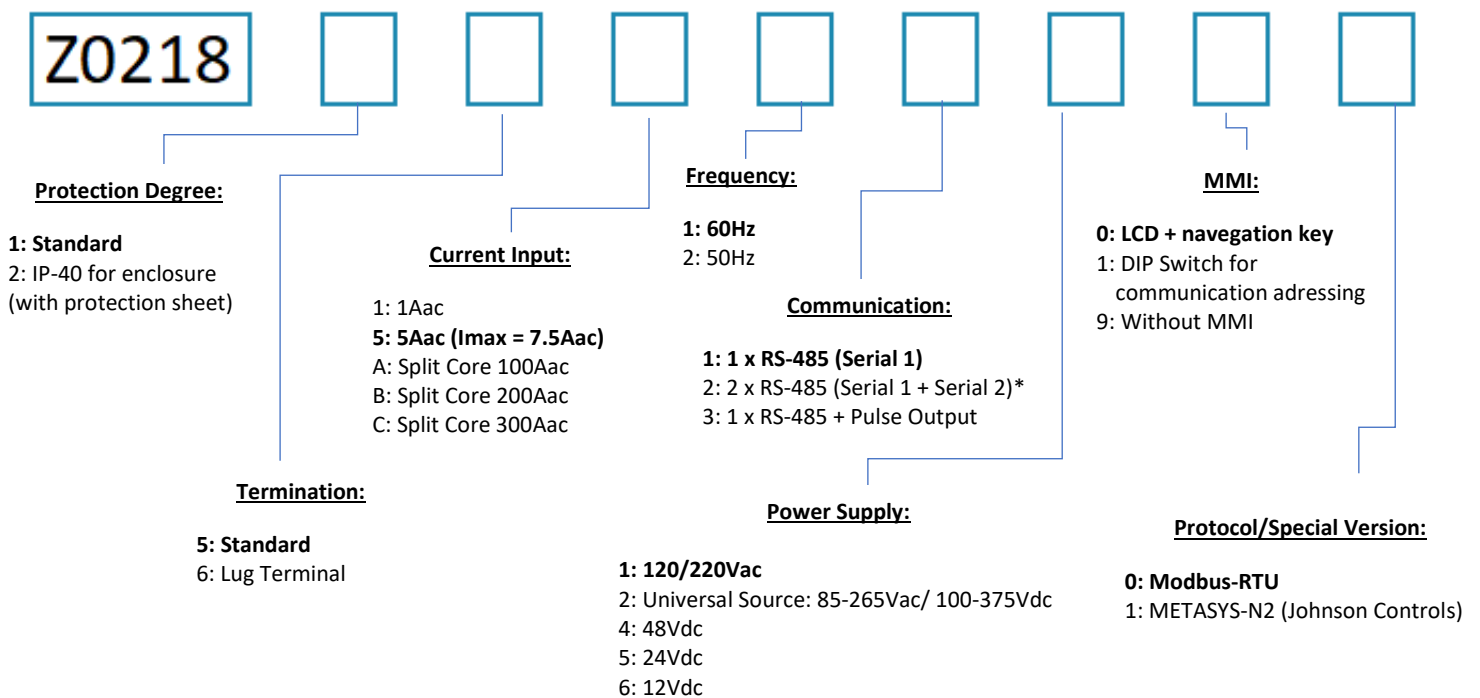 Z0218
Protection Degree:
1: Standard
2: IP-40 for enclosure
(with protection sheet)
Termination:
5: Standard
6: Lug Terminal
Current Input:
1: 1Aac
5: 5Aac (Imax = 7.5Aac)
A: Split Core 100Aac
B: Split Core 200Aac
C: Split Core 300Aac
Frequency:
1: 60Hz
2: 50Hz
Communication:
1: 1 x RS-485 (Serial 1)
2: 2 x RS-485 (Serial 1 + Serial 2)*
3: 1 x RS-485 + Pulse Output
Power Supply:
1: 120/220Vac
2: Universal Source: 85-265Vac/ 100-375Vdc
4: 48Vdc
5: 24Vdc
6: 12Vdc
MMI:
0: LCD + navegation key
1: DIP Switch for
communication adressing
9: Without MMI
Protocol/Special Version:
0: Modbus-RTU
1: METASYS-N2 (Johnson Controls)